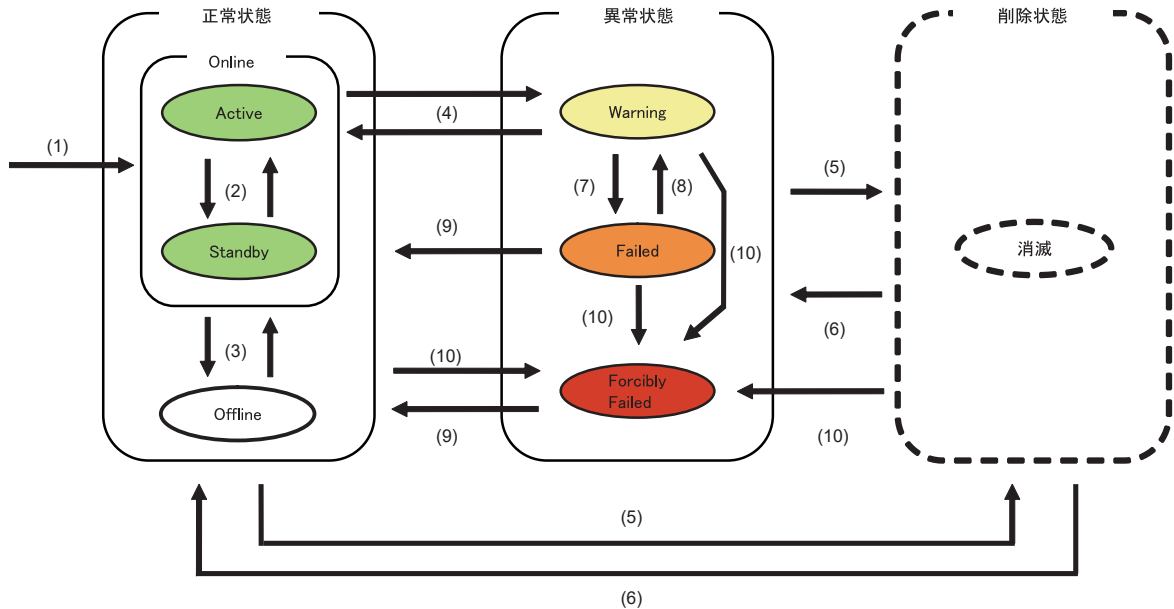 正常状態
異常状態
削除状態
Online
Active
Warning
(4)
(1)
(5)
(7)
(8)
(2)
(9)
Standby
Failed
(10)
消滅
(10)
(6)
(3)
(10)
Forcibly
Failed
Offline
(9)
(10)
(5)
(6)